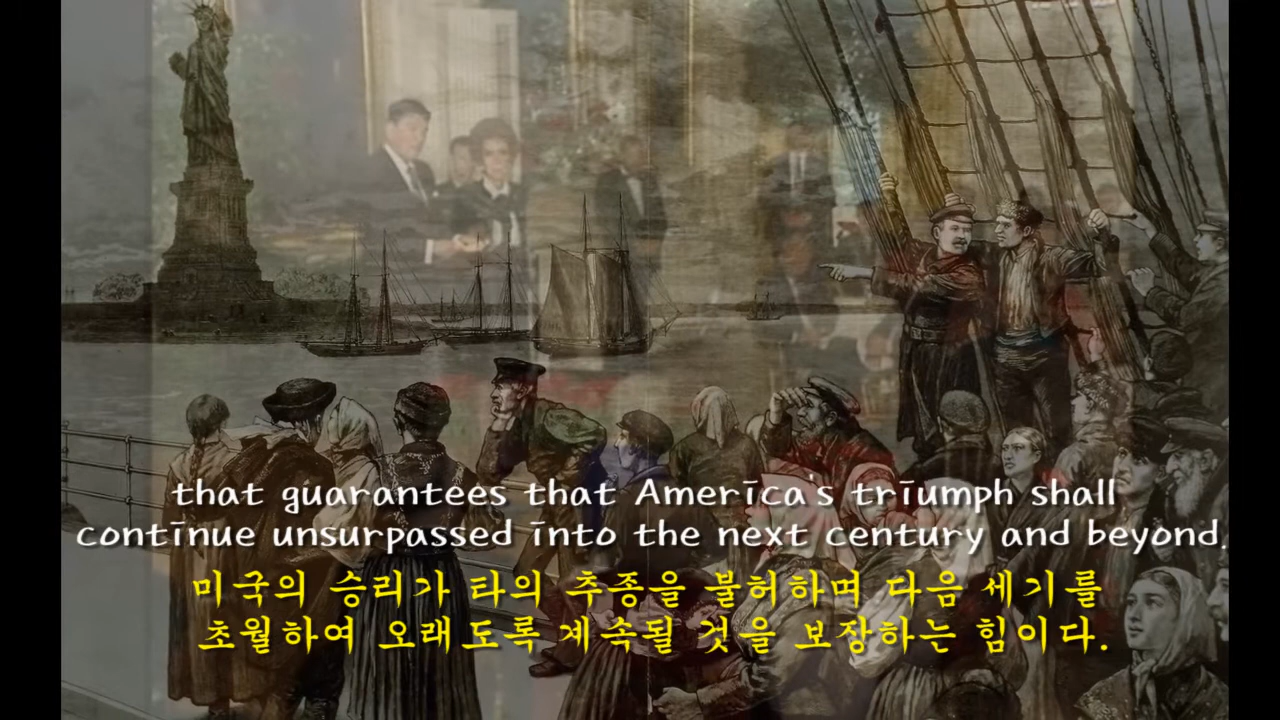 that guarantees that America's triumph shall
continue unsurpassed into the next century and beyond.
미국의 승리가 타의 추종을 불허하며 다음 세기를
초월하여 오래도록 계속될 것을 보장하는 힘이다.